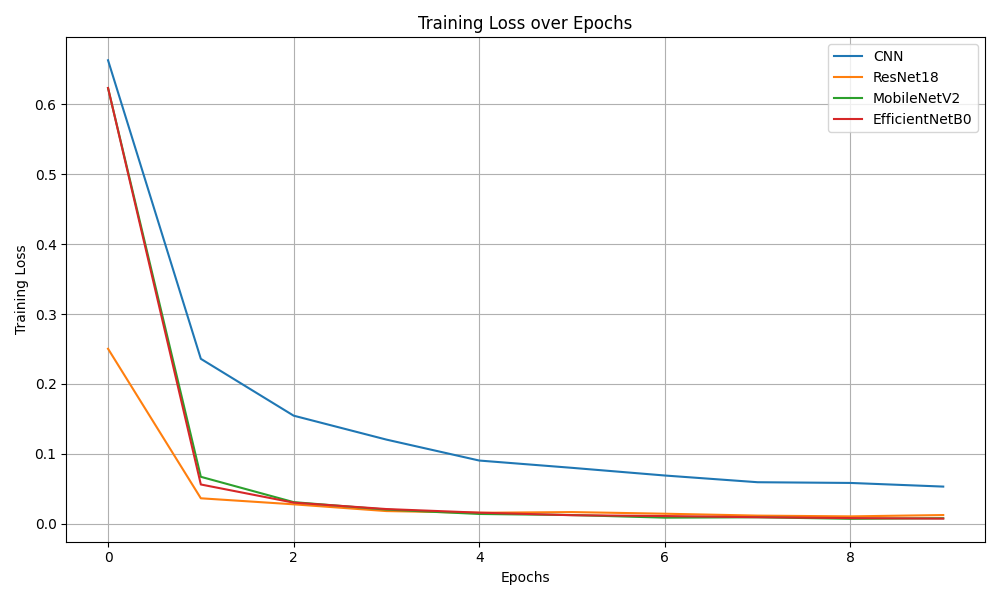 Training Loss over Epochs
CNN
ResNet18
MobileNetV2
EfficientNetB0
Training Loss
0.6
0.5
0.4
0.3
0.2
0.1
0.0
0 2 4 6 8
Epochs